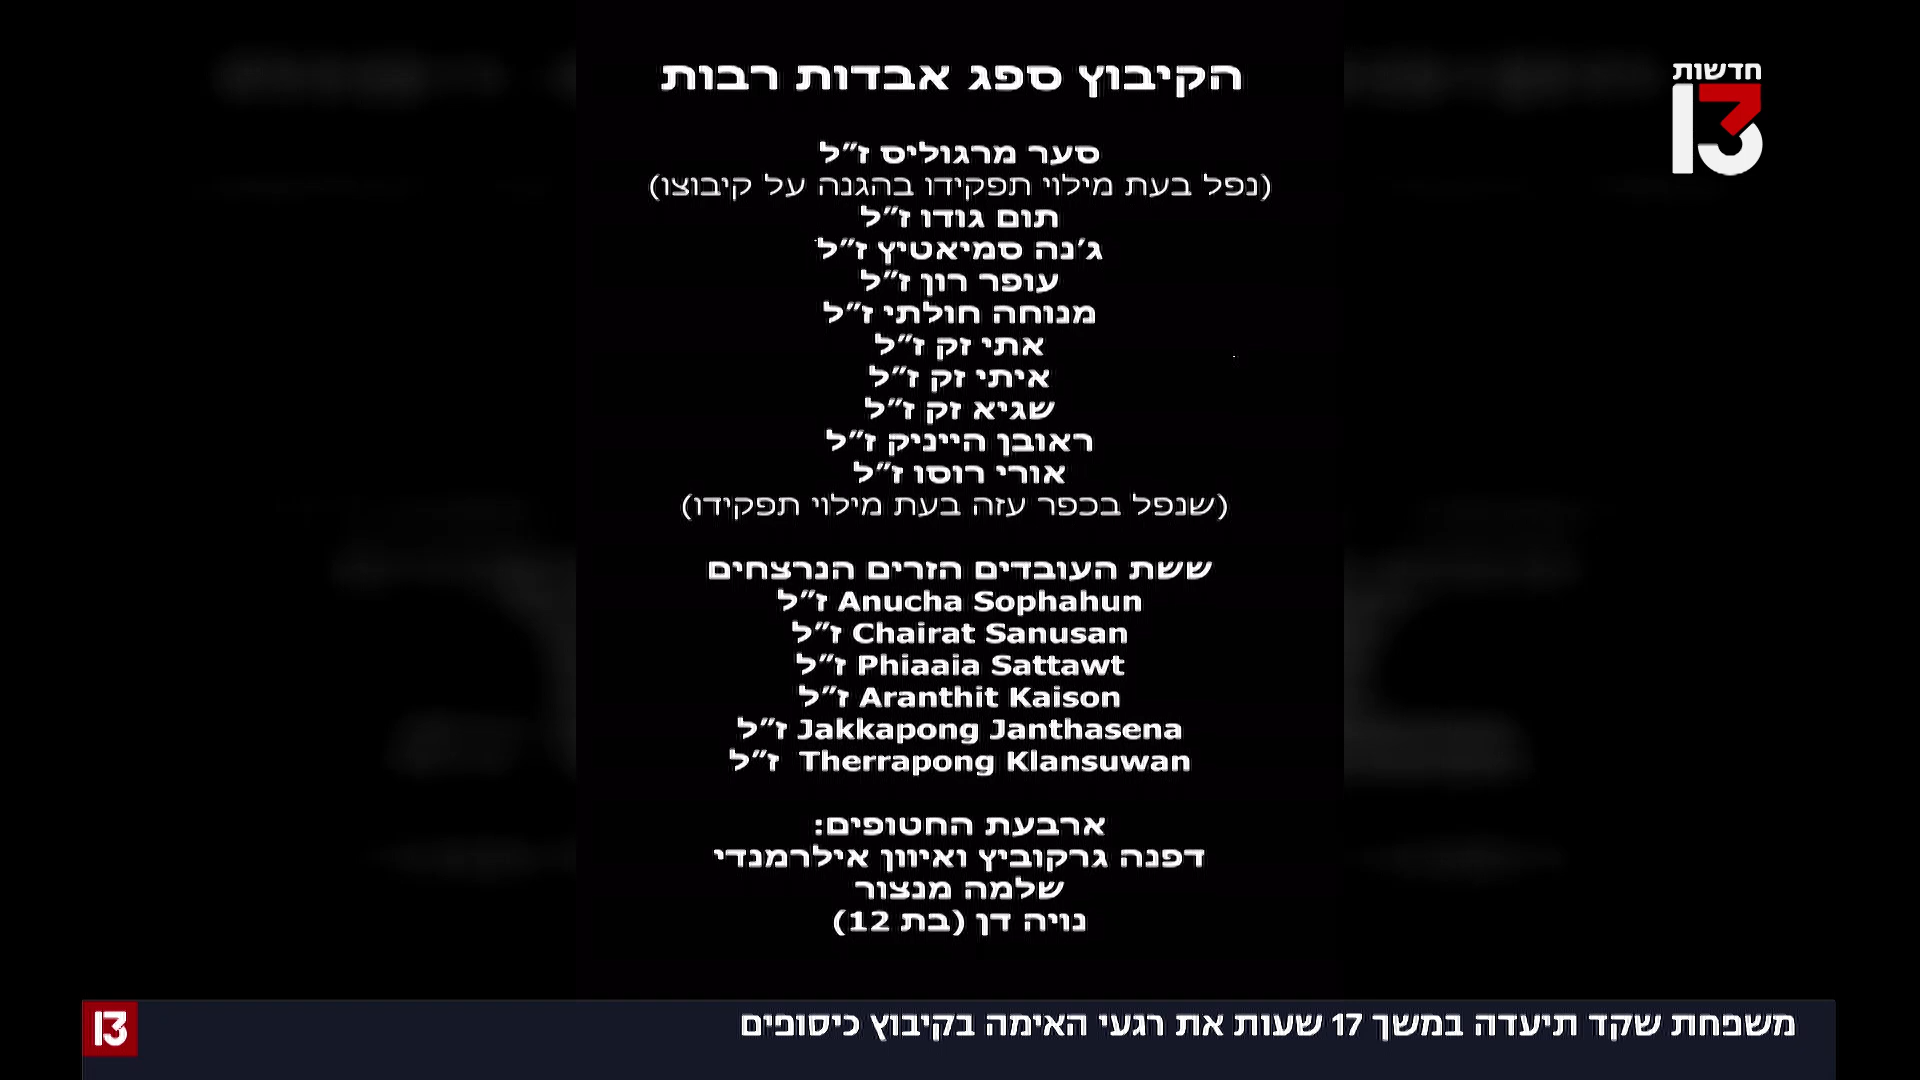 הקיבוץ ספג אבדות רבות
חדשות
13
סער מרגוליס ז"ל
(נפל בעת מילוי תפקידו בהגנה על קיבוצו)
תום גודו ז"ל
ג'נה סמיאטיץ ז"ל
עופר רון ז"ל
מנוחה חולתי ז"ל
אתי זק ז"ל
איתי זק ז"ל
שגיא זק ז"ל
ראובן הייניק ז"ל
אורי רוסו ז"ל
(שנפל בכפר עזה בעת מילוי תפקידו)
ששת העובדים הזרים הנרצחים
Anucha Sophahun ז"ל
Chairat Sanusan ז"ל
Phiaaia Sattawt ז"ל
Aranthit Kaison ז"ל
Jakkapong Janthasena ז"ל
Therrapong Klansuwan ז"ל
ארבעת החטופים:
דפנה גרקוביץ ואיוון אילרמנדי
שלמה מנצור
נויה דן (בת 12)
משפחת שקד תיעדה במשך 17 שעות את רגעי האימה בקיבוץ כיסופים
13